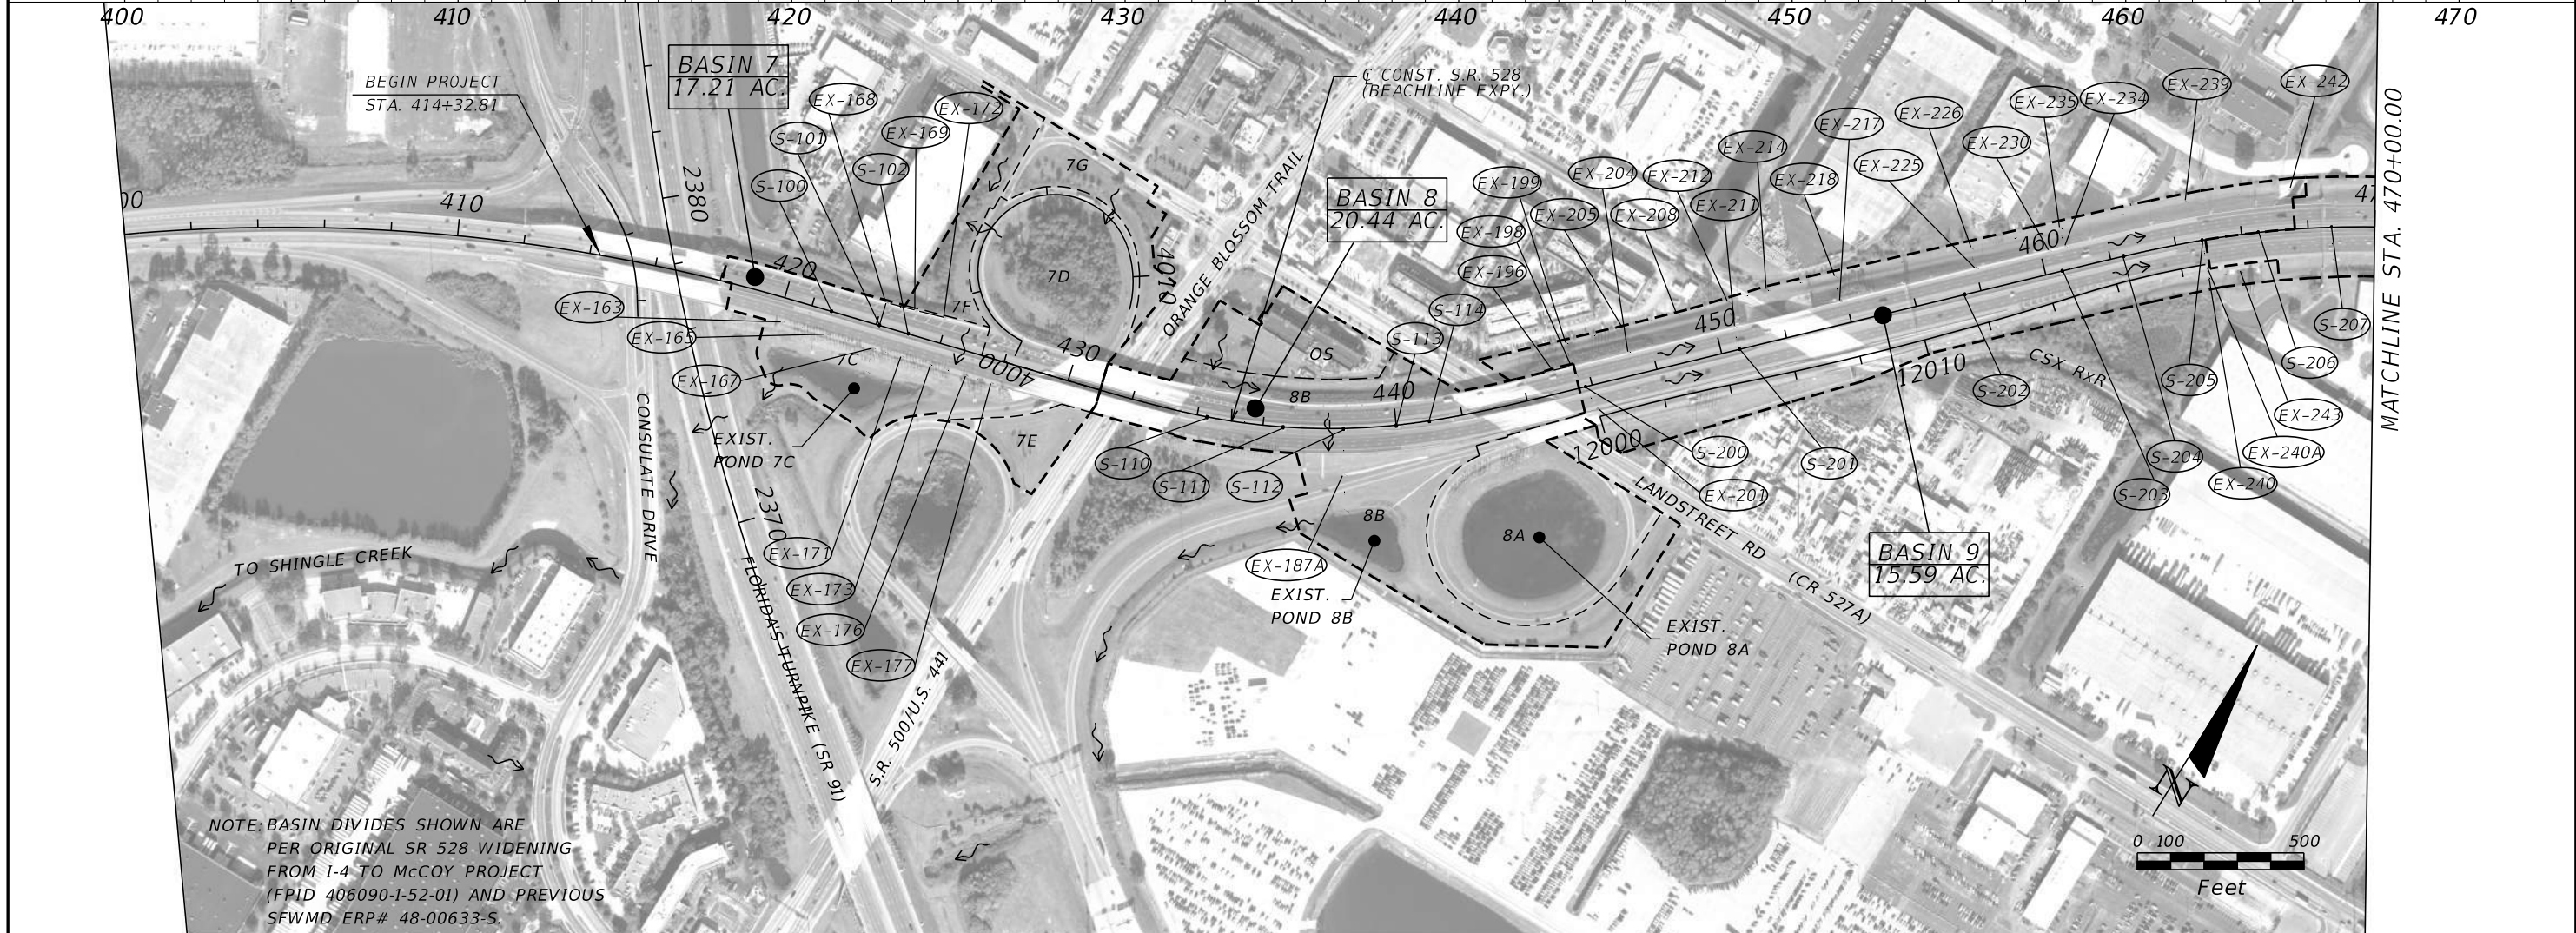 400 410 420 430 440 450 460 470
BEGIN PROJECT
STA. 414+32.81
BASIN 7
17.21 AC.
EX-168
EX-172
S-101
EX-169
S-102
S-100
2380
7G
7D
7F
4010
ORANGE BLOSSOM TRAIL
℄ CONST. S.R. 528
(BEACHLINE EXPY.)
BASIN 8
20.44 AC.
EX-199
EX-204
EX-212
EX-214
EX-217
EX-218
EX-225
EX-226
EX-230
EX-235
EX-234
EX-239
EX-242
EX-198
EX-205
EX-208
EX-211
EX-196
S-114
S-113
MATCHLINE STA. 470+00.00
00
410
420
430
440
450
460
47
EX-163
EX-165
EX-167
7C
4000
OS
8B
7E
EXIST.
POND 7C
CONSULATE DRIVE
2370
TO SHINGLE CREEK
FLORIDA'S TURNPIKE (SR 91)
S.R. 500/U.S. 441
EX-171
EX-173
EX-176
EX-177
S-110
S-111
S-112
EX-187A
8B
EXIST.
POND 8B
8A
EXIST.
POND 8A
12000
12010
LANDSTREET RD
(CR 527A)
S-200
EX-201
S-201
S-202
CSX RxR
S-207
S-206
S-205
EX-243
EX-240A
S-204
EX-240
S-203
BASIN 9
15.59 AC.
N
0 100 500
Feet
NOTE: BASIN DIVIDES SHOWN ARE
PER ORIGINAL SR 528 WIDENING
FROM I-4 TO McCOY PROJECT
(FPID 406090-1-52-01) AND PREVIOUS
SFWMD ERP# 48-00633-S.